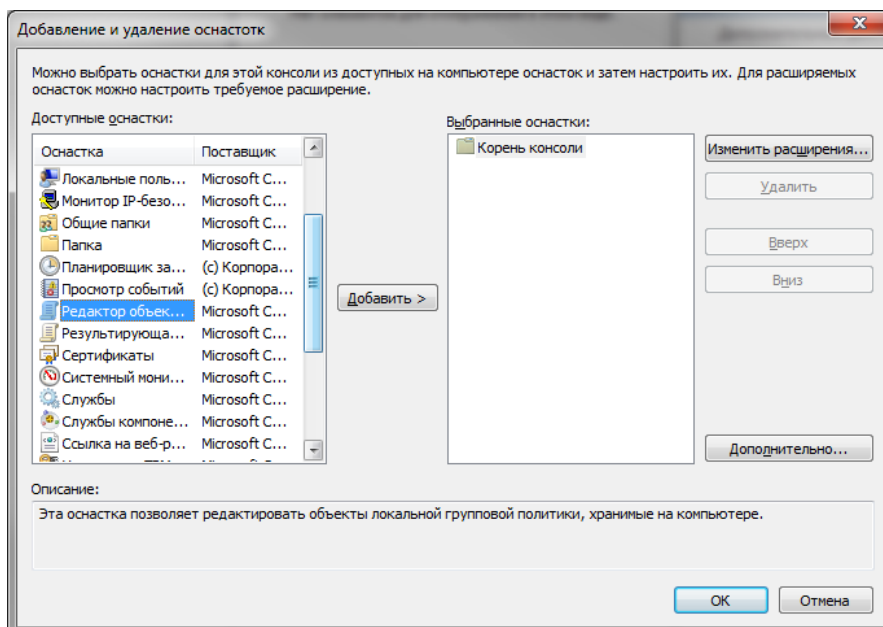 Добавление и удаление оснастотк
Можно выбрать оснастки для этой консоли из доступных на компьютере оснасток и затем настроить их. Для расширяемых
оснасток можно настроить требуемое расширение.
Доступные оснастки:
Оснастка Поставщик
Локальные поль... Microsoft C...
Монитор IP-безо... Microsoft C...
Общие папки Microsoft C...
Папка Microsoft C...
Планировщик за... (c) Корпора...
Просмотр событий (c) Корпора...
Редактор объек... Microsoft C...
Результирующа... Microsoft C...
Сертификаты Microsoft C...
Системный мони... Microsoft C...
Службы Microsoft C...
Службы компоне... Microsoft C...
Ссылка на веб-р... Microsoft C...
Добавить >
Выбранные оснастки:
Корень консоли
Изменить расширения...
Удалить
Вверх
Вниз
Дополнительно...
Описание:
Эта оснастка позволяет редактировать объекты локальной групповой политики, хранимые на компьютере.
ОК
Отмена